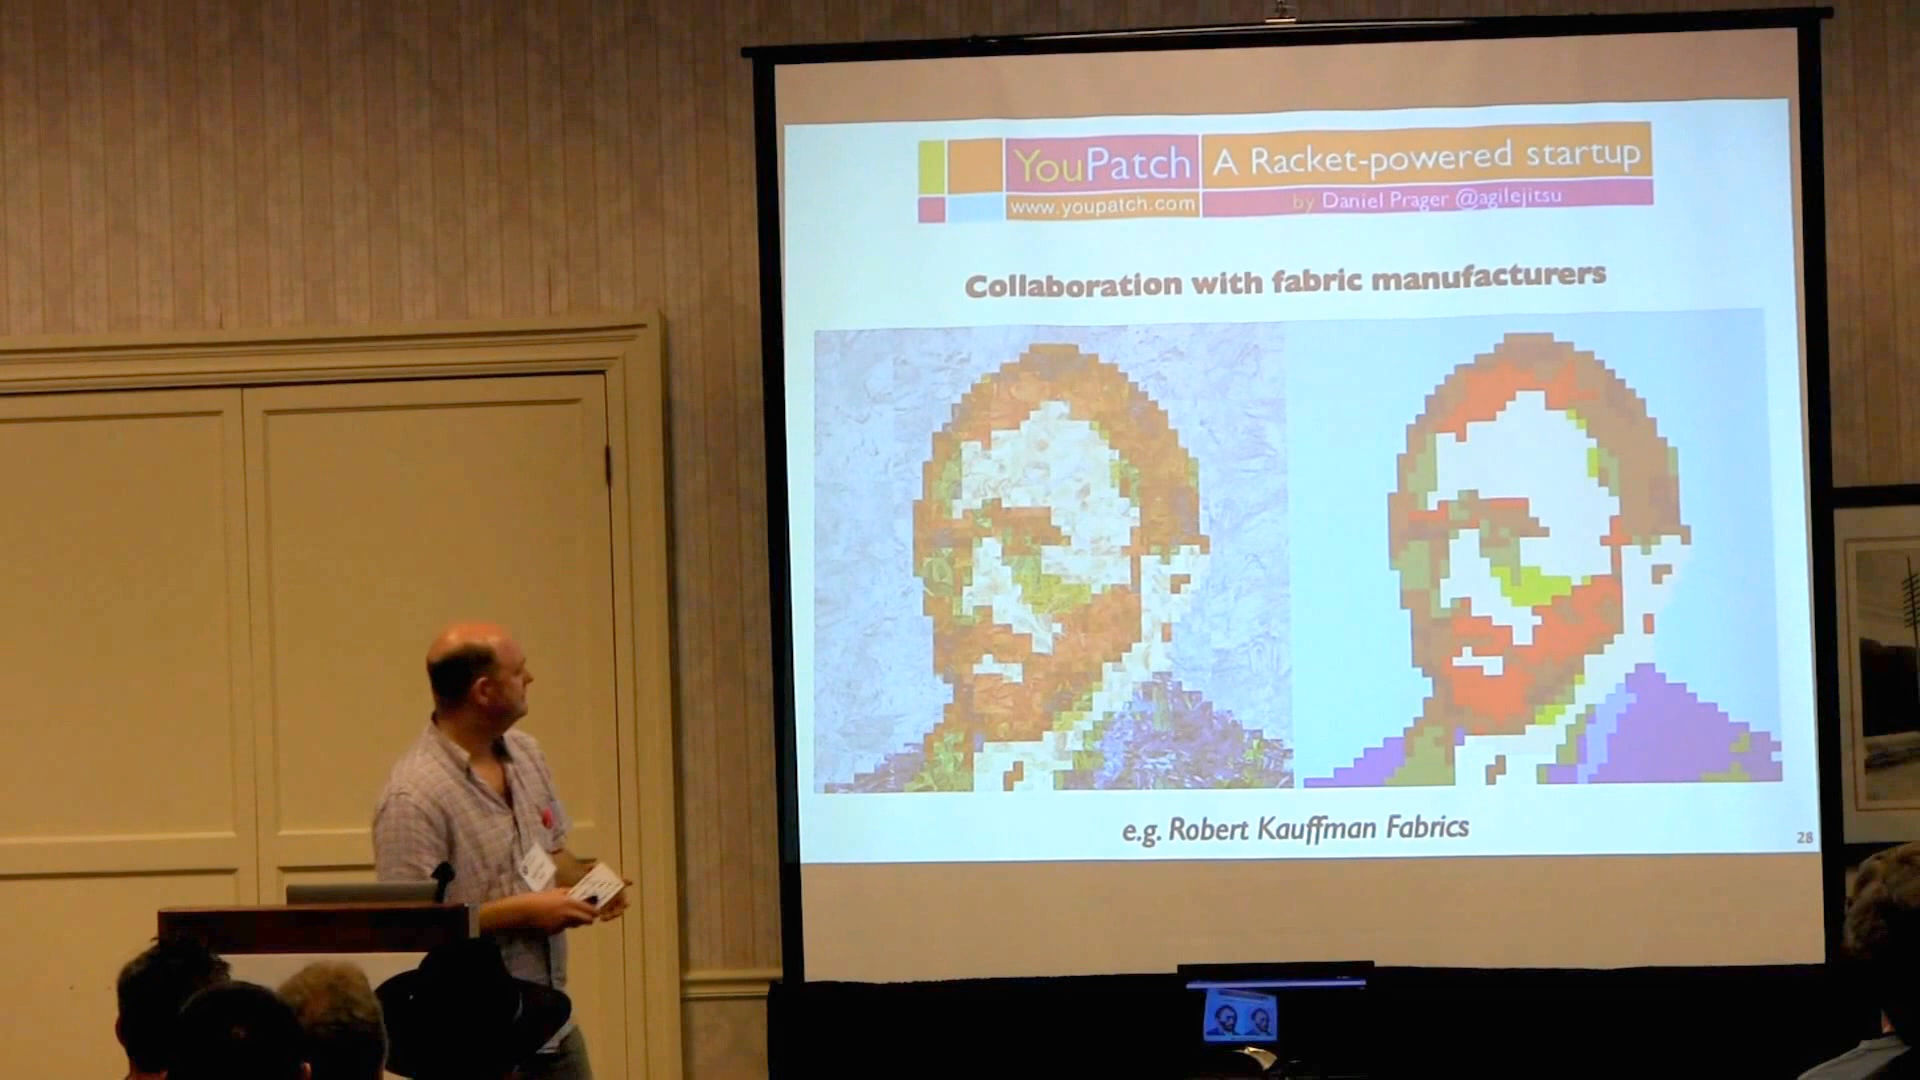 YouPatch
A Racket-powered startup
www.youpatch.com
by Daniel Prager @agilejitsu
Collaboration with fabric manufacturers
e.g. Robert Kauffman Fabrics
28